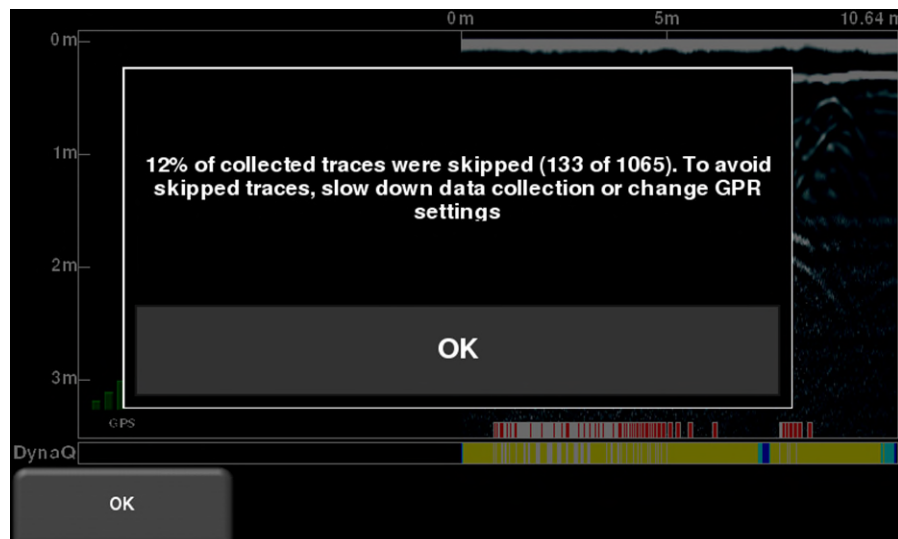 0 m 5m 10.64 m
0 m
1m
12% of collected traces were skipped (133 of 1065). To avoid
skipped traces, slow down data collection or change GPR
settings
2m
OK
3m
GPS
DynaQ
OK